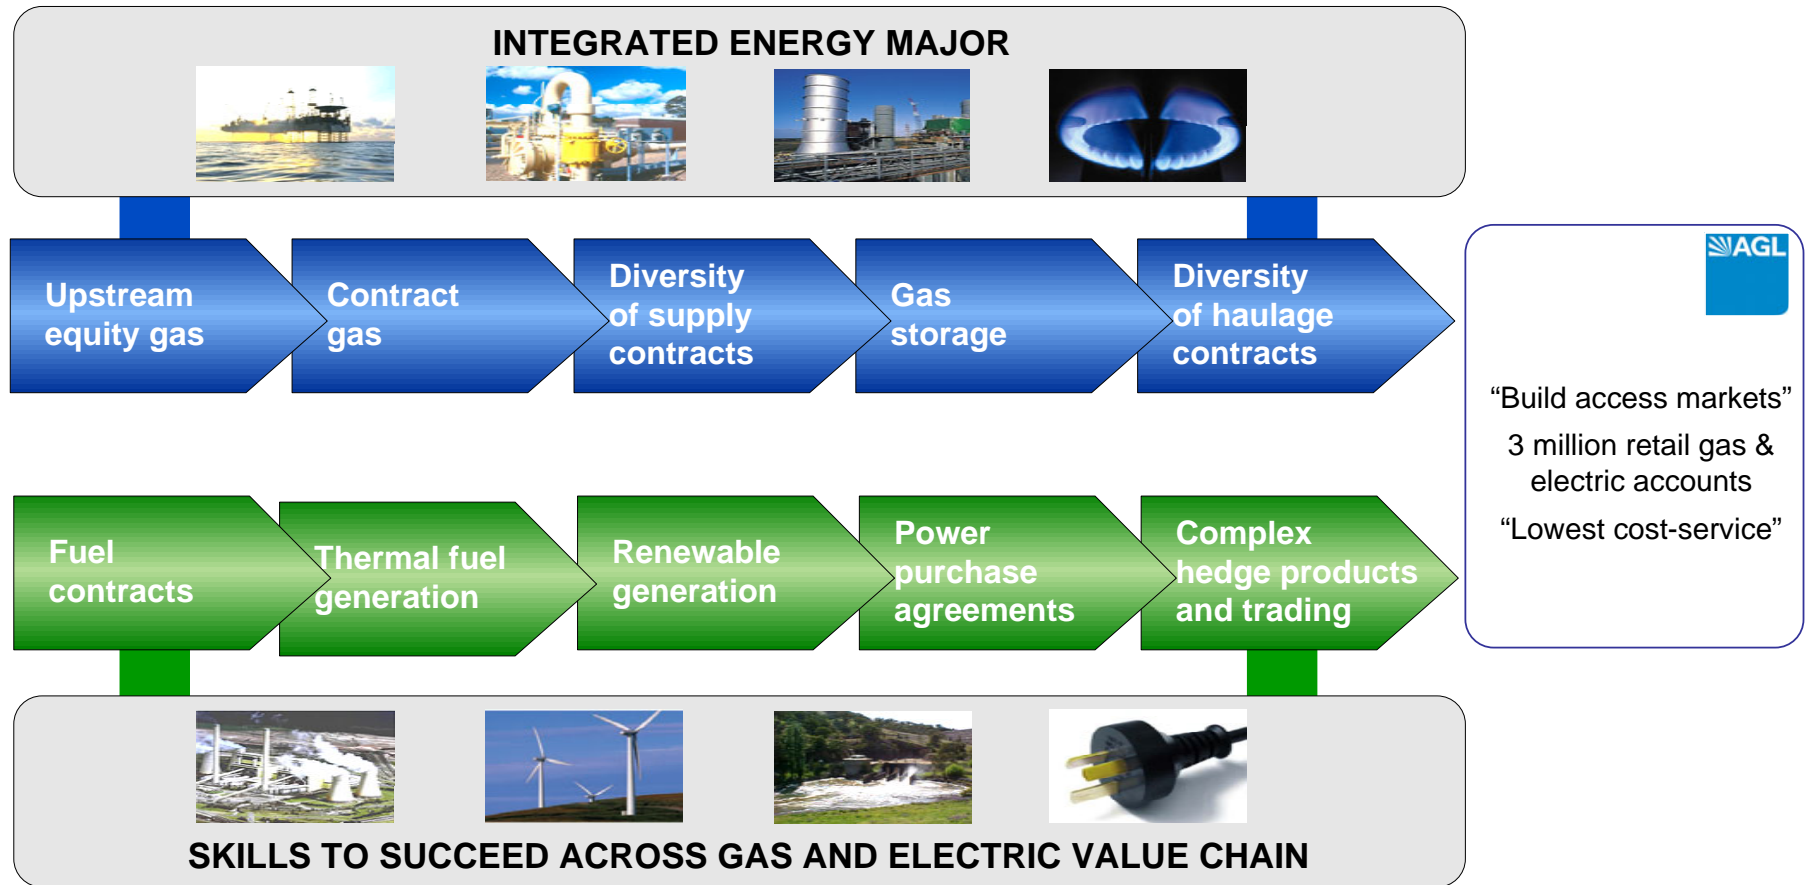 INTEGRATED ENERGY MAJOR
Upstream
equity gas
Contract
gas
Diversity
of supply
contracts
Gas
storage
Diversity
of haulage
contracts
AGL
“Build access markets”
3 million retail gas &
electric accounts
“Lowest cost-service”
Fuel
contracts
Thermal fuel
generation
Renewable
generation
Power
purchase
agreements
Complex
hedge products
and trading
SKILLS TO SUCCEED ACROSS GAS AND ELECTRIC VALUE CHAIN